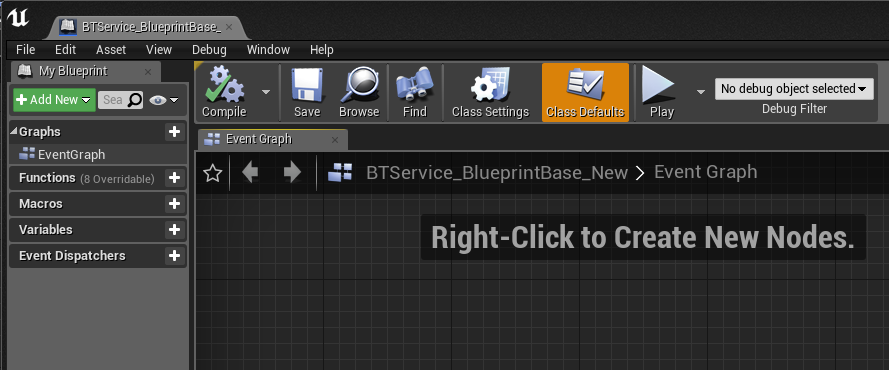 BTService_BlueprintBase_
File Edit Asset View Debug Window Help
My Blueprint
Add New
Sea
Graphs
EventGraph
Functions (8 Overridable)
Macros
Variables
Event Dispatchers
Compile Save Browse Find Class Settings Class Defaults Play
No debug object selected
Debug Filter
Event Graph
BTService_BlueprintBase_New > Event Graph
Right-Click to Create New Nodes.